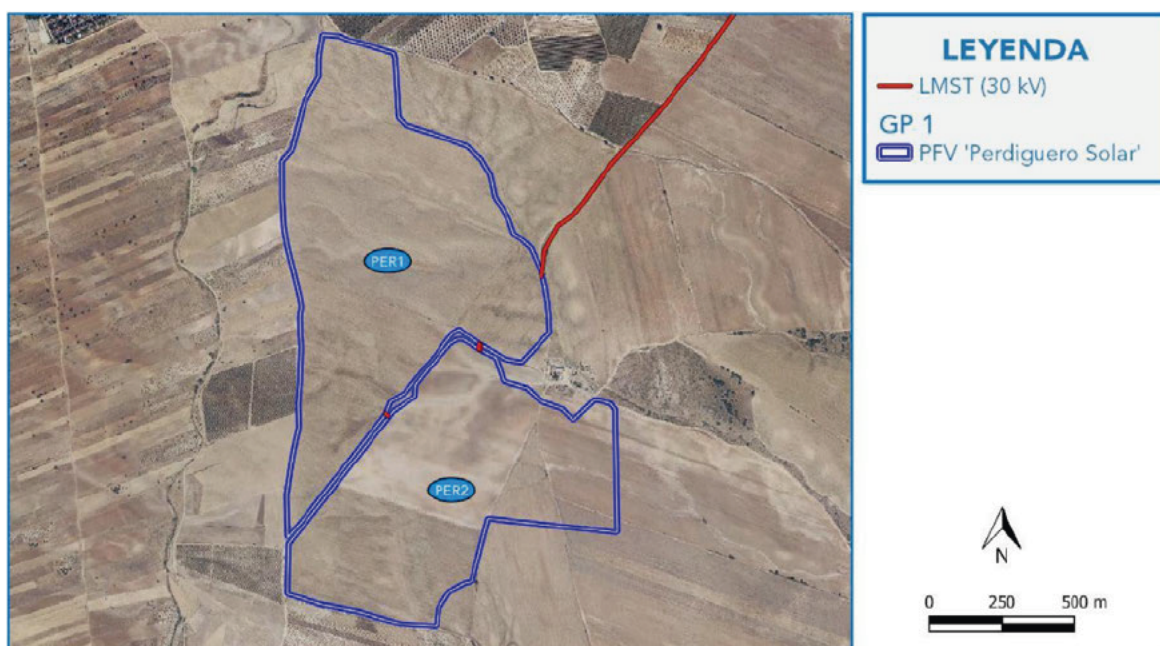 LEYENDA
LMST (30 kV)
GP 1
PFV 'Perdiguero Solar'
PER1
PER2
N
0 250 500 m